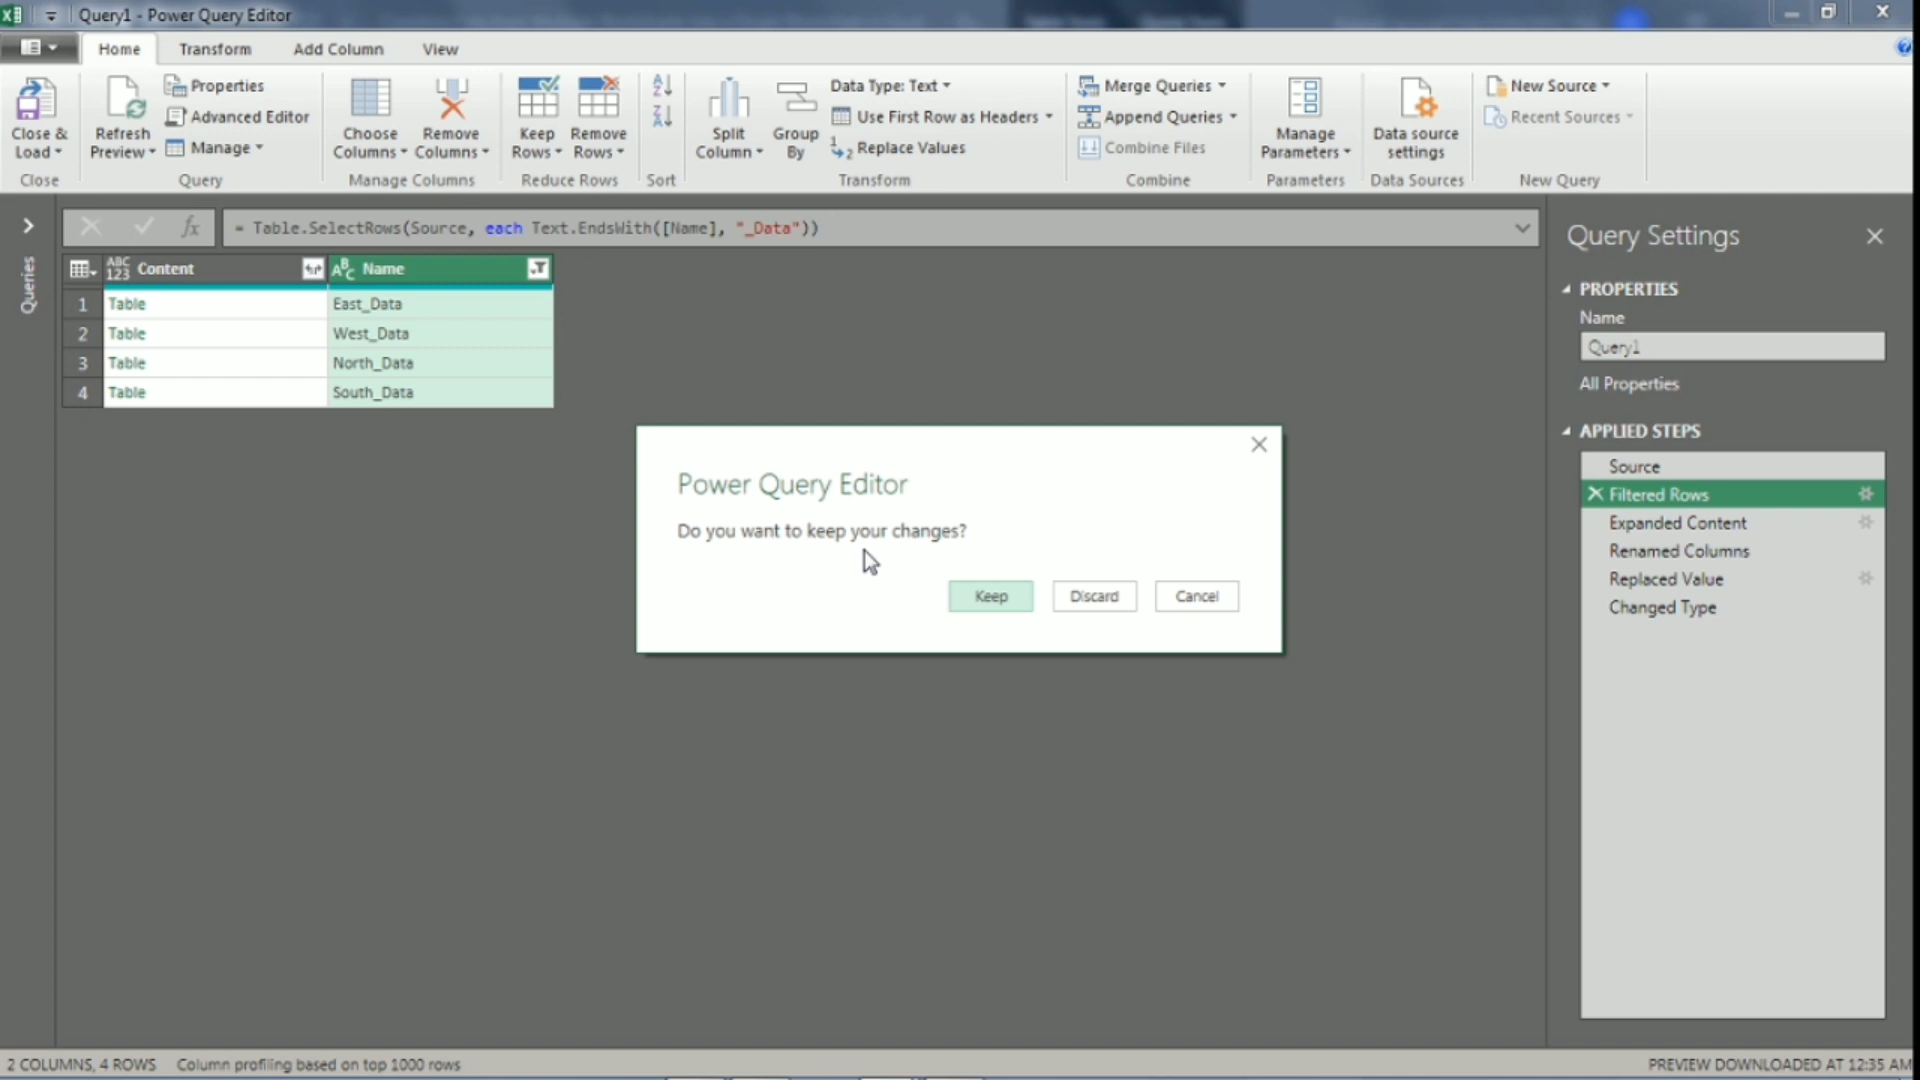 Query1 - Power Query Editor
Home Transform Add Column View
Close & Load
Close
Refresh Preview
Properties
Advanced Editor
Manage
Query
Choose Columns
Remove Columns
Manage Columns
Keep Rows
Remove Rows
Reduce Rows
Sort
Split Column
Group By
Data Type: Text
Use First Row as Headers
Replace Values
Transform
Merge Queries
Append Queries
Combine Files
Combine
Manage Parameters
Parameters
Data source settings
Data Sources
New Source
Recent Sources
New Query
Queries
fx = Table.SelectRows(Source, each Text.EndsWith([Name], "_Data"))
ABC 123 Content ABC Name
1 Table East_Data
2 Table West_Data
3 Table North_Data
4 Table South_Data
Power Query Editor
Do you want to keep your changes?
Keep Discard Cancel
Query Settings
PROPERTIES
Name
Query1
All Properties
APPLIED STEPS
Source
Filtered Rows
Expanded Content
Renamed Columns
Replaced Value
Changed Type
2 COLUMNS, 4 ROWS Column profiling based on top 1000 rows
PREVIEW DOWNLOADED AT 12:35 AM